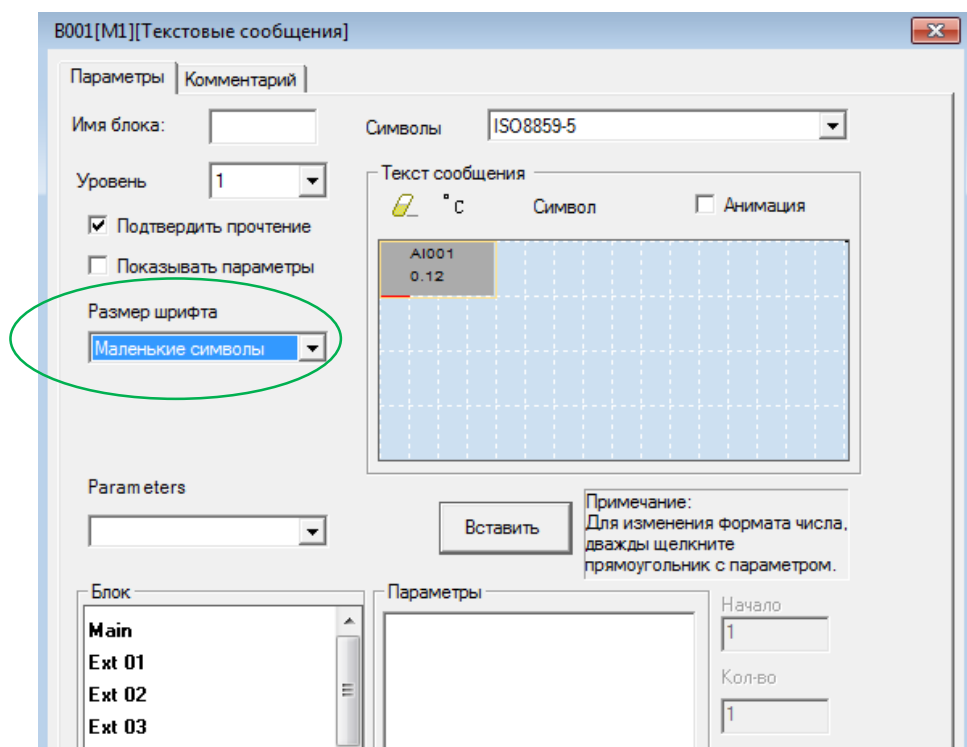 B001[M1][Текстовые сообщения]
Параметры Комментарий
Имя блока: Символы ISO8859-5
Уровень 1
Текст сообщения
°C Символ Анимация
Подтвердить прочтение
Показывать параметры
AI001
0.12
Размер шрифта
Маленькие символы
Parameters
Вставить
Примечание:
Для изменения формата числа,
дважды щелкните
прямоугольник с параметром.
Блок Параметры
Main
Ext 01
Ext 02
Ext 03
Начало
1
Кол-во
1